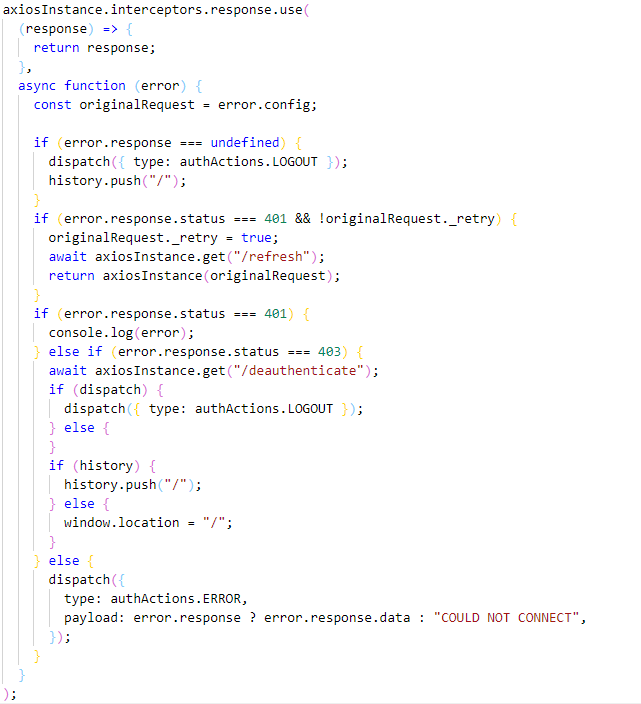 axiosInstance.interceptors.response.use(
  (response) => {
    return response;
  },
  async function (error) {
    const originalRequest = error.config;

    if (error.response === undefined) {
      dispatch({ type: authActions.LOGOUT });
      history.push("/");
    }
    if (error.response.status === 401 && !originalRequest._retry) {
      originalRequest._retry = true;
      await axiosInstance.get("/refresh");
      return axiosInstance(originalRequest);
    }
    if (error.response.status === 401) {
      console.log(error);
    } else if (error.response.status === 403) {
      await axiosInstance.get("/deauthenticate");
      if (dispatch) {
        dispatch({ type: authActions.LOGOUT });
      } else {
      }
      if (history) {
        history.push("/");
      } else {
        window.location = "/";
      }
    } else {
      dispatch({
        type: authActions.ERROR,
        payload: error.response ? error.response.data : "COULD NOT CONNECT",
      });
    }
  }
);